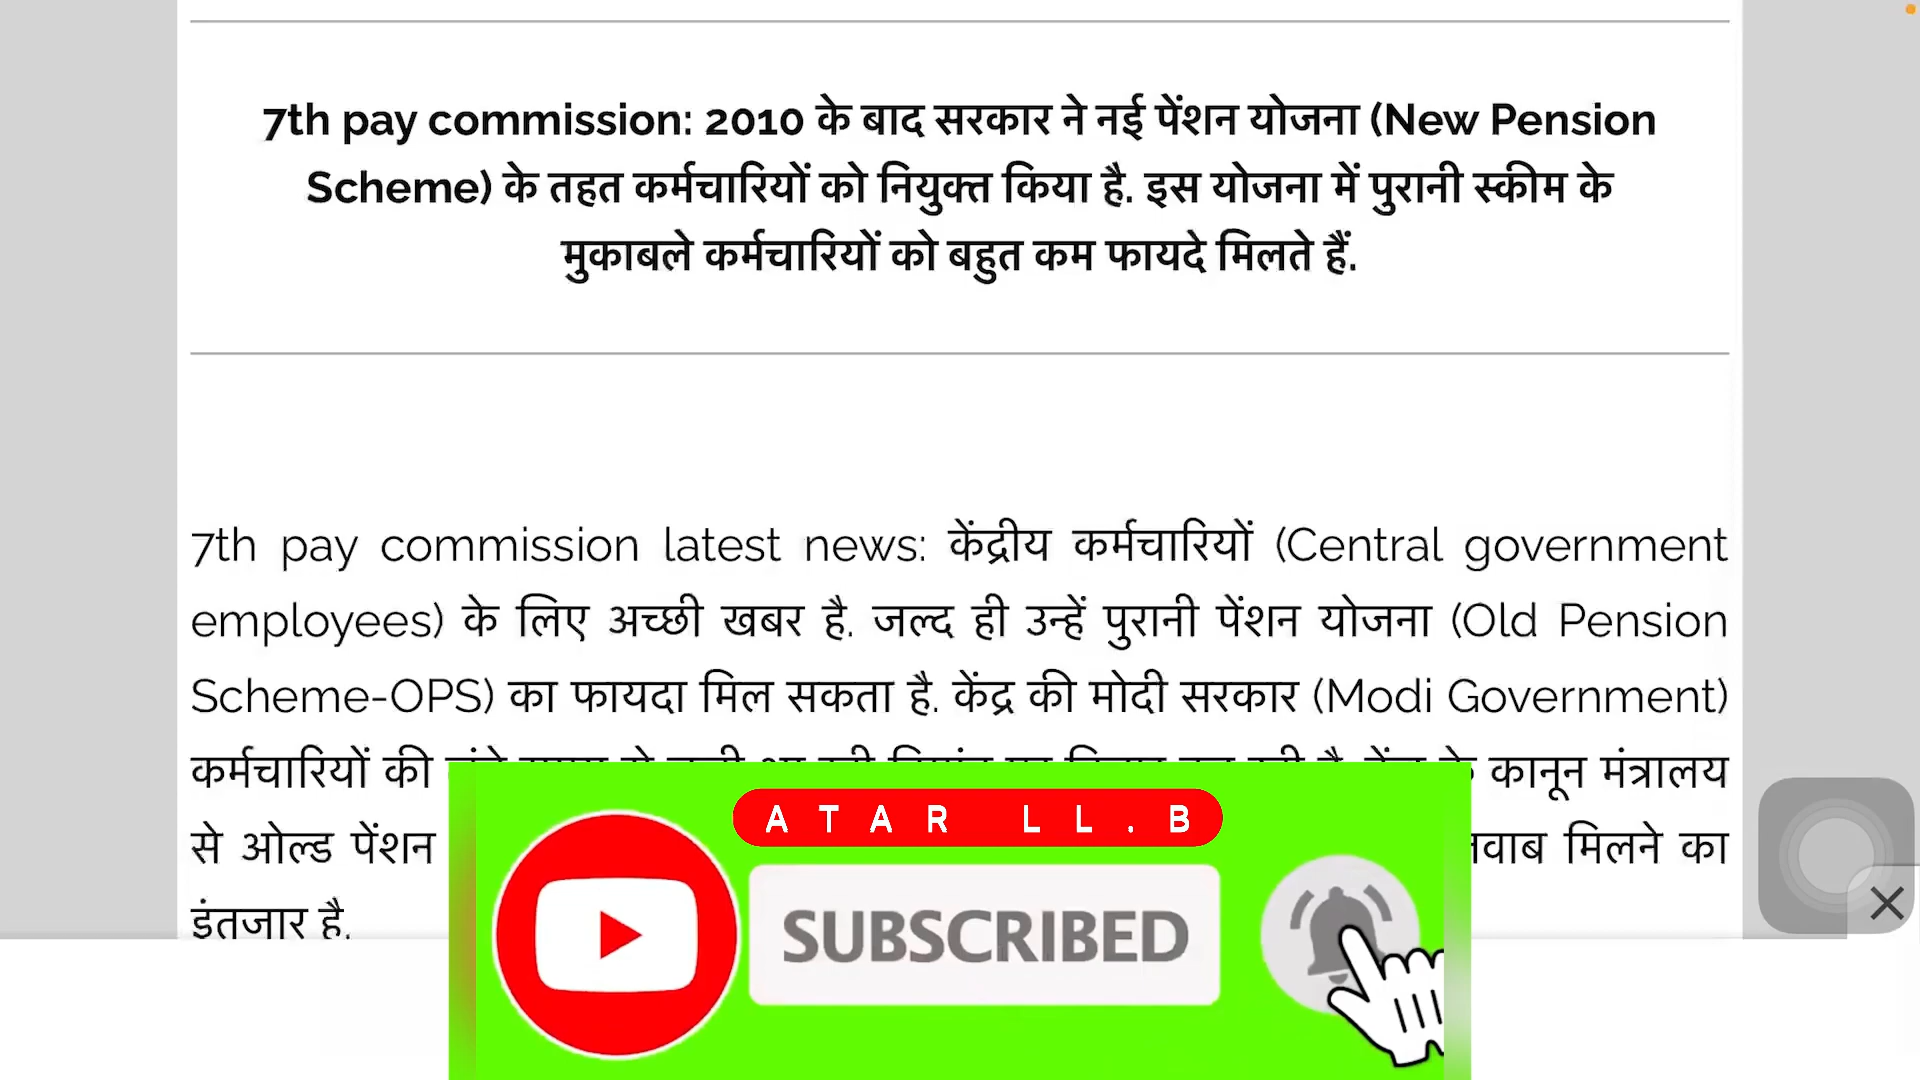 7th pay commission: 2010 के बाद सरकार ने नई पेंशन योजना (New Pension
Scheme) के तहत कर्मचारियों को नियुक्त किया है. इस योजना में पुरानी स्कीम के
मुकाबले कर्मचारियों को बहुत कम फायदे मिलते हैं.
7th pay commission latest news: केंद्रीय कर्मचारियों (Central government
employees) के लिए अच्छी खबर है. जल्द ही उन्हें पुरानी पेंशन योजना (Old Pension
Scheme-OPS) का फायदा मिल सकता है. केंद्र की मोदी सरकार (Modi Government)
कर्मचारियों की कानून मंत्रालय
से ओल्ड पेंशन मिलने का
इंतजार है.
ATAR LL.B
SUBSCRIBED